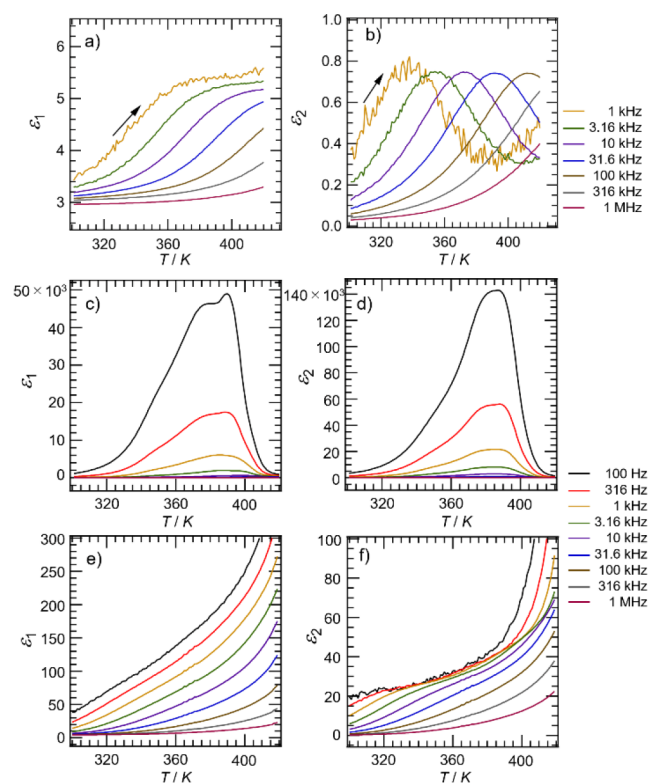 a)
6
5
4
3
ε1
320
360
400
T / K
b)
1.0
0.8
0.6
0.4
0.2
0.0
ε2
320
360
400
T / K
1 kHz
3.16 kHz
10 kHz
31.6 kHz
100 kHz
316 kHz
1 MHz
c)
50 × 10³
40
30
20
10
0
ε1
320
360
400
T / K
d)
140 × 10³
120
100
80
60
40
20
0
ε2
320
360
400
T / K
e)
300
250
200
150
100
50
0
ε1
320
360
400
T / K
f)
100
80
60
40
20
0
ε2
320
360
400
T / K
100 Hz
316 Hz
1 kHz
3.16 kHz
10 kHz
31.6 kHz
100 kHz
316 kHz
1 MHz